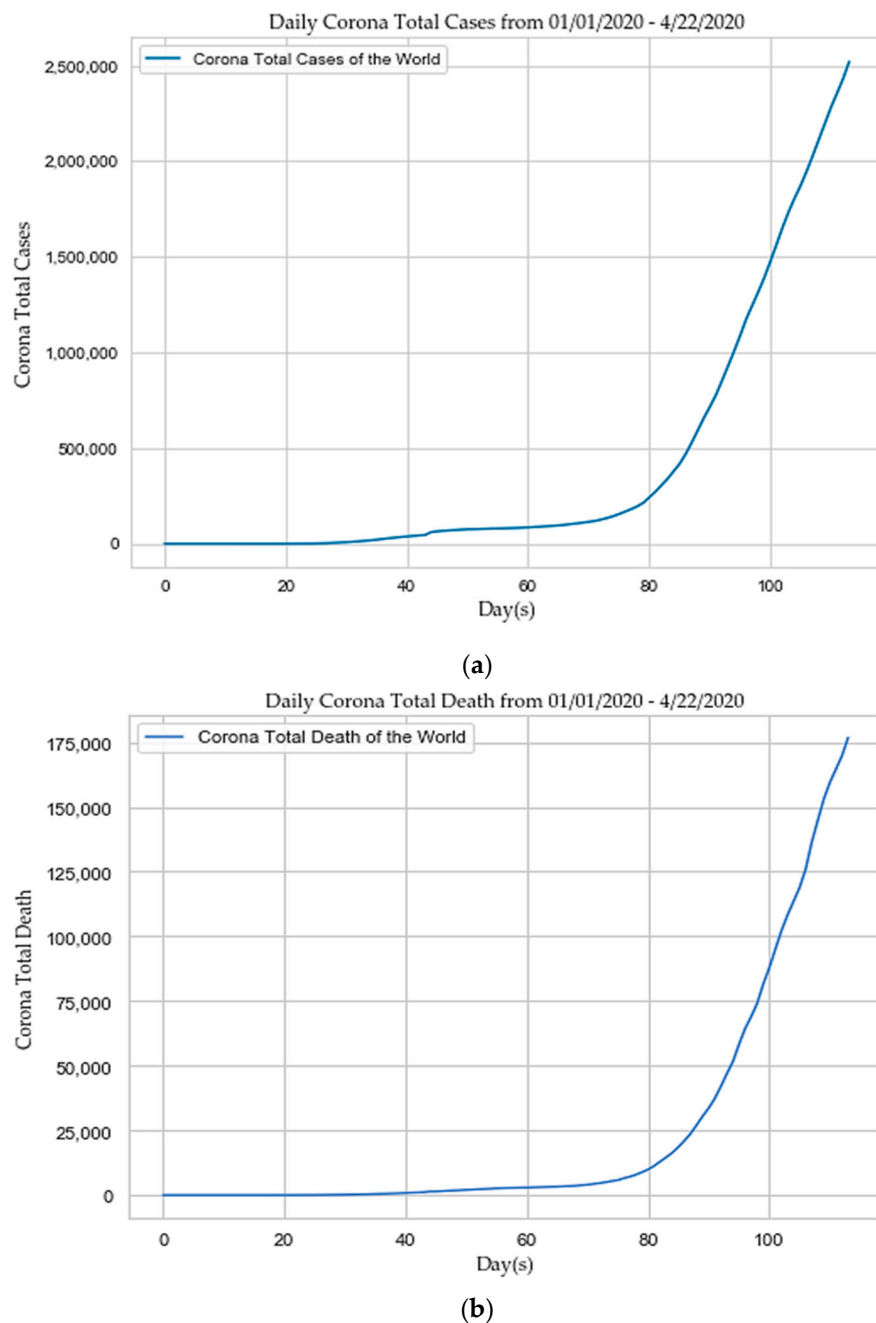 Daily Corona Total Cases from 01/01/2020 - 4/22/2020
Corona Total Cases of the World
2,500,000
2,000,000
1,500,000
1,000,000
500,000
0
Corona Total Cases
0 20 40 60 80 100
Day(s)
(a)
Daily Corona Total Death from 01/01/2020 - 4/22/2020
Corona Total Death of the World
175,000
150,000
125,000
100,000
75,000
50,000
25,000
0
Corona Total Death
0 20 40 60 80 100
Day(s)
(b)